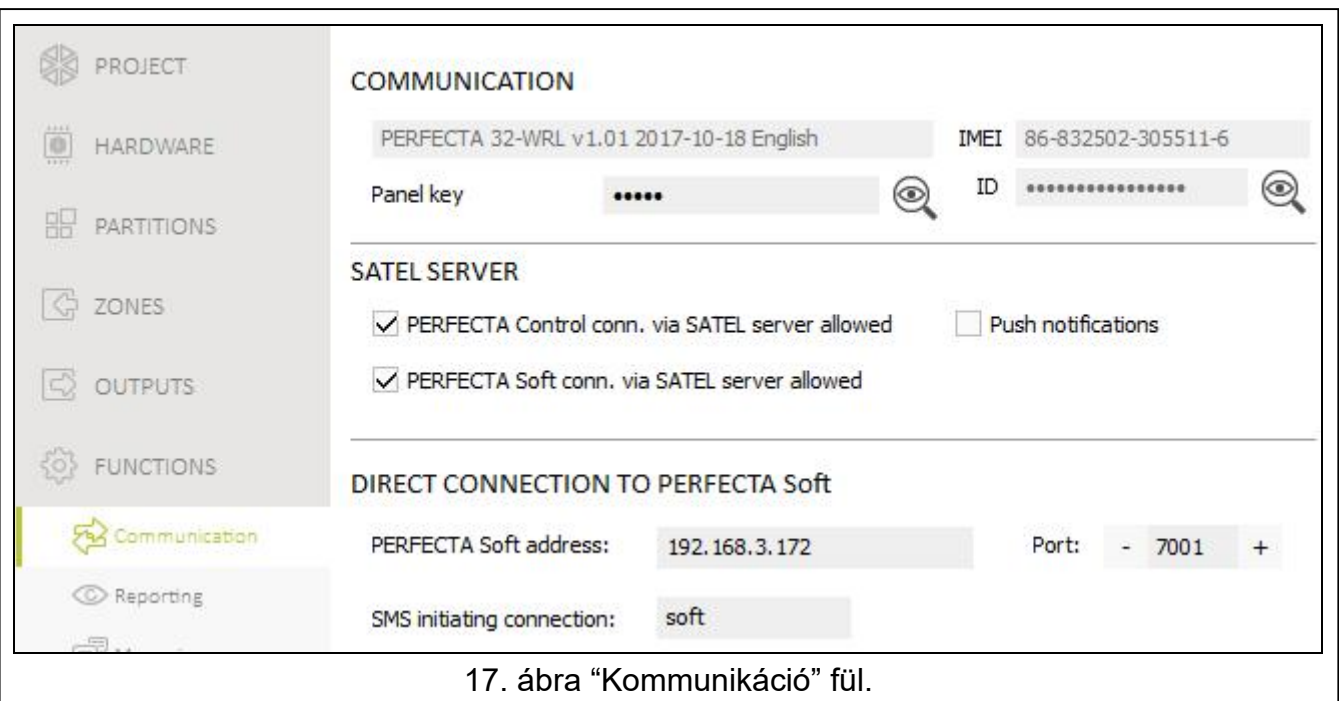 PROJECT
HARDWARE
PARTITIONS
ZONES
OUTPUTS
FUNCTIONS
Communication
Reporting
COMMUNICATION
PERFECTA 32-WRL v1.01 2017-10-18 English IMEI 86-832502-305511-6
Panel key ••••• ID ••••••••••••••••
SATEL SERVER
PERFECTA Control conn. via SATEL server allowed Push notifications
PERFECTA Soft conn. via SATEL server allowed
DIRECT CONNECTION TO PERFECTA Soft
PERFECTA Soft address: 192.168.3.172 Port: - 7001 +
SMS initiating connection: soft
17. ábra “Kommunikáció” fül.